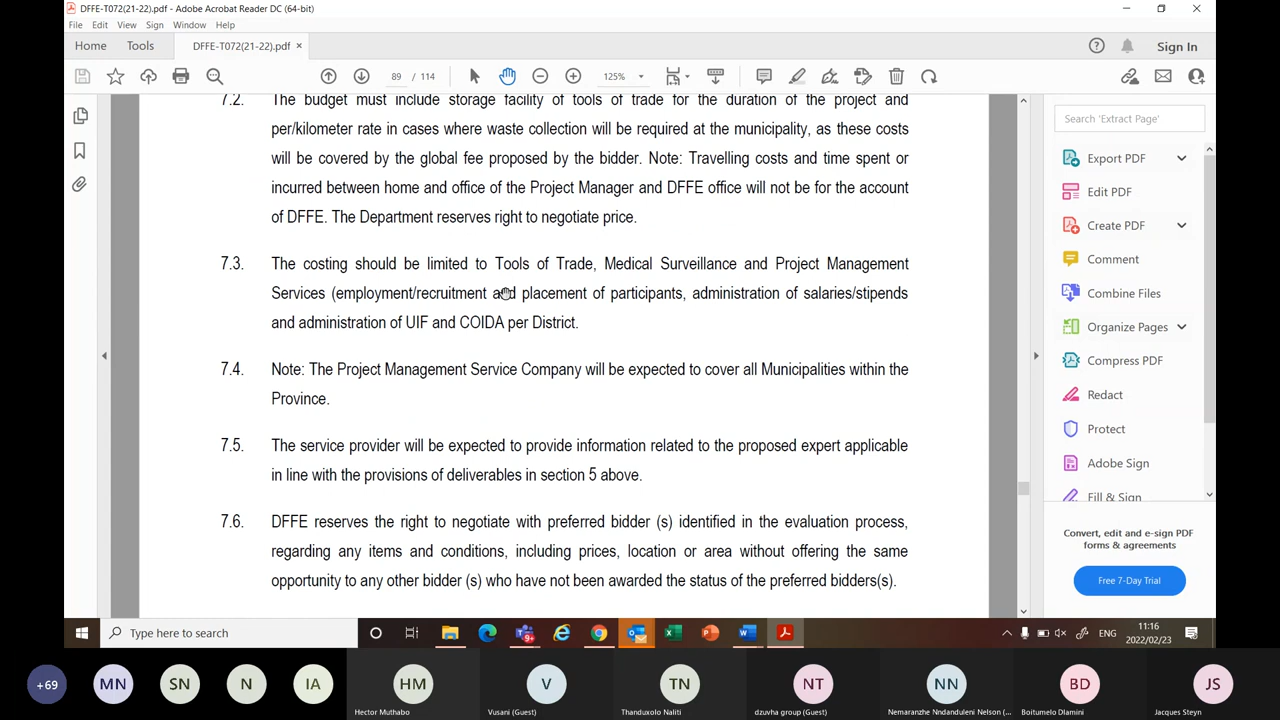 DFFE-T072(21-22).pdf - Adobe Acrobat Reader DC (64-bit)
File Edit View Sign Window Help
Home Tools DFFE-T072(21-22).pdf × Sign In
89 / 114 125%
7.2. The budget must include storage facility of tools of trade for the duration of the project and
per/kilometer rate in cases where waste collection will be required at the municipality, as these costs
will be covered by the global fee proposed by the bidder. Note: Travelling costs and time spent or
incurred between home and office of the Project Manager and DFFE office will not be for the account
of DFFE. The Department reserves right to negotiate price.
7.3. The costing should be limited to Tools of Trade, Medical Surveillance and Project Management
Services (employment/recruitment and placement of participants, administration of salaries/stipends
and administration of UIF and COIDA per District.
7.4. Note: The Project Management Service Company will be expected to cover all Municipalities within the
Province.
7.5. The service provider will be expected to provide information related to the proposed expert applicable
in line with the provisions of deliverables in section 5 above.
7.6. DFFE reserves the right to negotiate with preferred bidder (s) identified in the evaluation process,
regarding any items and conditions, including prices, location or area without offering the same
opportunity to any other bidder (s) who have not been awarded the status of the preferred bidders(s).
Search 'Extract Page'
Export PDF
Edit PDF
Create PDF
Comment
Combine Files
Organize Pages
Compress PDF
Redact
Protect
Adobe Sign
Fill & Sign
Convert, edit and e-sign PDF
forms & agreements
Free 7-Day Trial
Type here to search
9+
ENG
11:16
2022/02/23
+69 MN SN N IA HM V TN NT NN BD JS
Hector Muthabo Vusani (Guest) Thanduxolo Naliti dzuvha group (Guest) Nemaranzhe Nndanduleni Nelson (... Boitumelo Dlamini Jacques Steyn